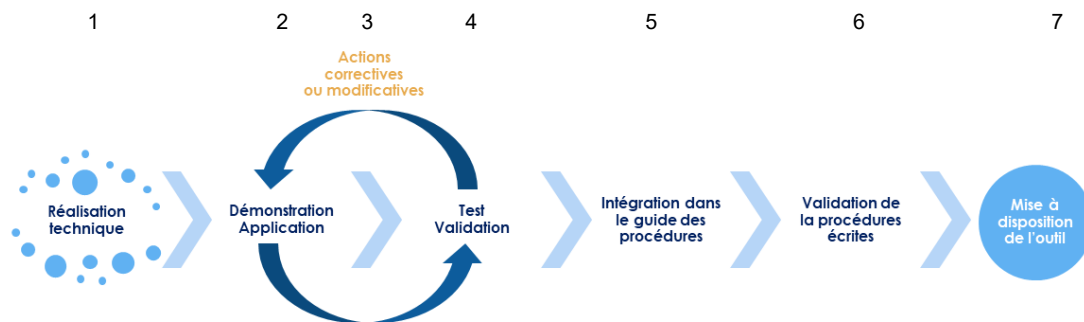 1 2 3 4 5 6 7
Actions
correctives
ou modificatives
Réalisation
technique
Démonstration
Application
Test
Validation
Intégration dans
le guide des
procédures
Validation de
la procédures
écrites
Mise à
disposition
de l'outil